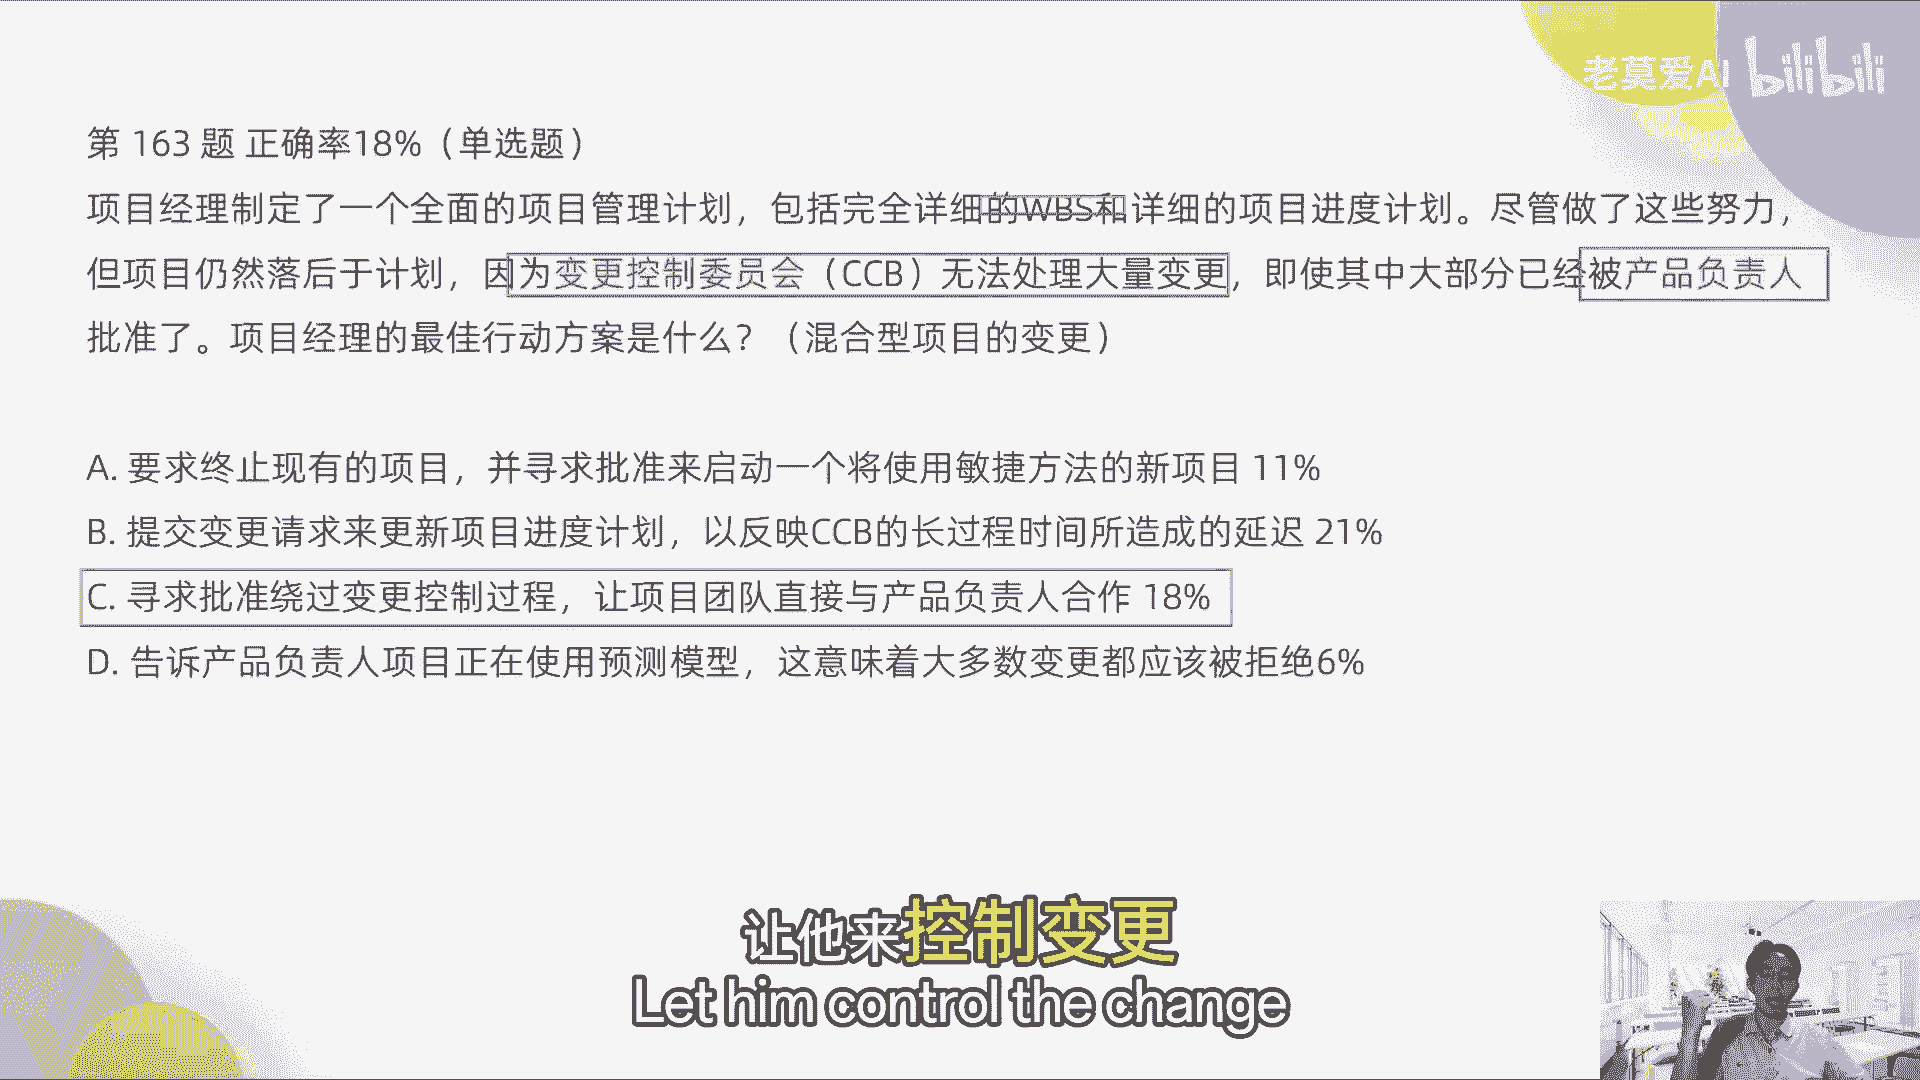 老莫爱AI bilibili
第 163 题 正确率18%（单选题）
项目经理制定了一个全面的项目管理计划，包括完全详细的WBS和详细的项目进度计划。尽管做了这些努力，
但项目仍然落后于计划，因为变更控制委员会（CCB）无法处理大量变更，即使其中大部分已经被产品负责人
批准了。项目经理的最佳行动方案是什么？（混合型项目的变更）
A. 要求终止现有的项目，并寻求批准来启动一个将使用敏捷方法的新项目 11%
B. 提交变更请求来更新项目进度计划，以反映CCB的长过程时间所造成的延迟 21%
C. 寻求批准绕过变更控制过程，让项目团队直接与产品负责人合作 18%
D. 告诉产品负责人项目正在使用预测模型，这意味着大多数变更都应该被拒绝6%
让他来控制变更
Let him control the change